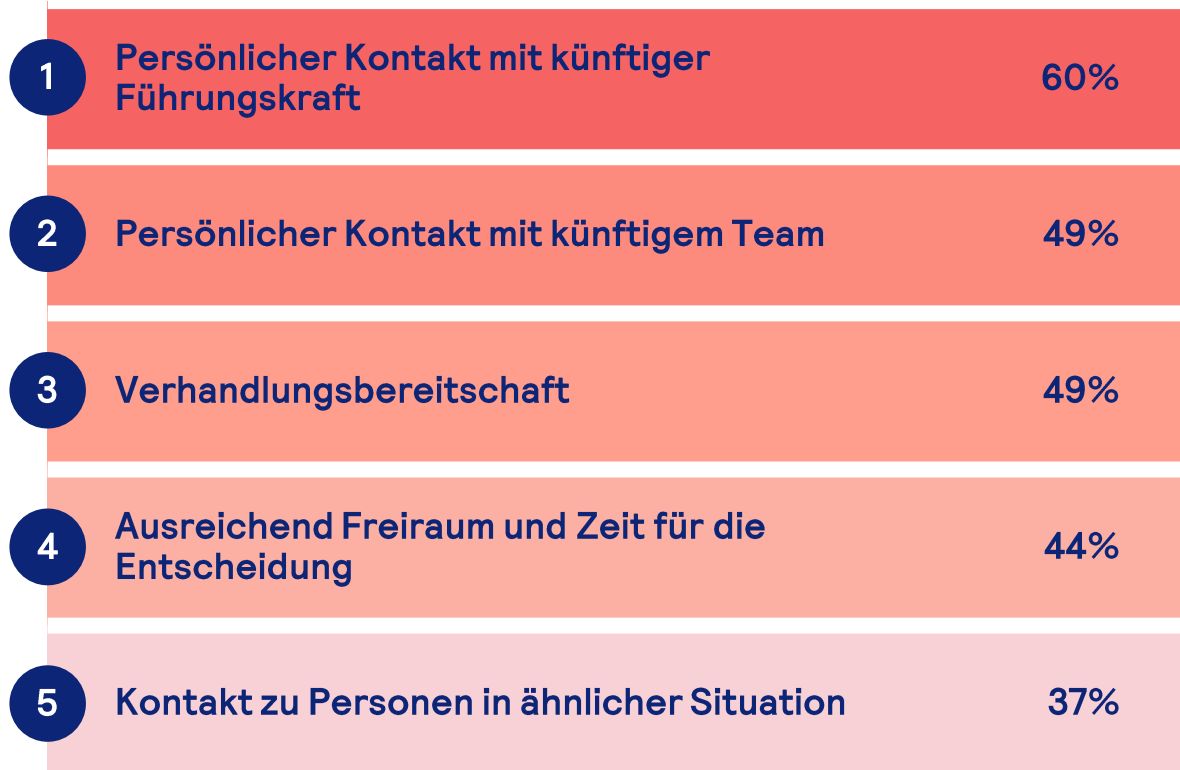 1
Persönlicher Kontakt mit künftiger
Führungskraft
60%
2
Persönlicher Kontakt mit künftigem Team
49%
3
Verhandlungsbereitschaft
49%
4
Ausreichend Freiraum und Zeit für die
Entscheidung
44%
5
Kontakt zu Personen in ähnlicher Situation
37%